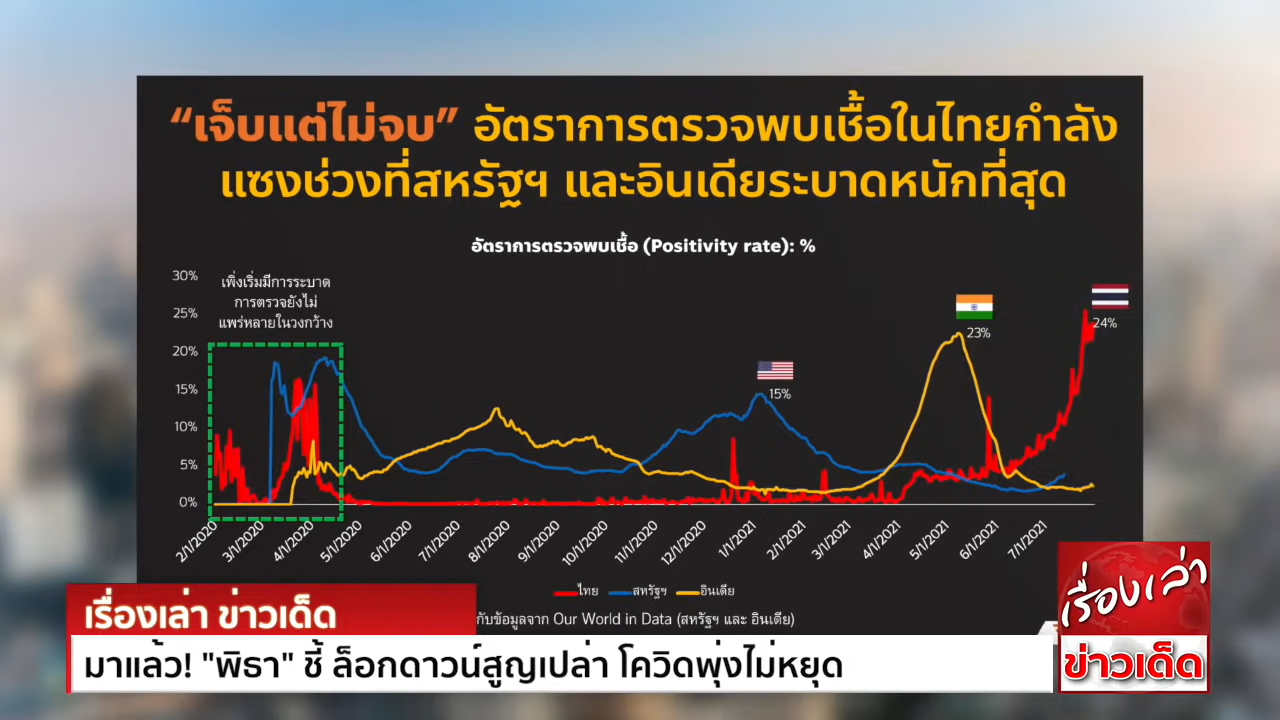 “เจ็บแต่ไม่จบ” อัตราการตรวจพบเชื้อในไทยกำลัง
แซงช่วงที่สหรัฐฯ และอินเดียระบาดหนักที่สุด
อัตราการตรวจพบเชื้อ (Positivity rate): %
30%
25%
20%
15%
10%
5%
0%
เพิ่งเริ่มมีการระบาด
การตรวจยังไม่
แพร่หลายในวงกว้าง
15%
23%
24%
2/1/2020
3/1/2020
4/1/2020
5/1/2020
6/1/2020
7/1/2020
8/1/2020
9/1/2020
10/1/2020
11/1/2020
12/1/2020
1/1/2021
2/1/2021
3/1/2021
4/1/2021
5/1/2021
6/1/2021
7/1/2021
ไทย สหรัฐฯ อินเดีย
กับข้อมูลจาก Our World in Data (สหรัฐฯ และ อินเดีย)
เรื่องเล่า ข่าวเด็ด
มาแล้ว! "พิธา" ชี้ ล็อกดาวน์สูญเปล่า โควิดพุ่งไม่หยุด
เรื่องเล่า
ข่าวเด็ด